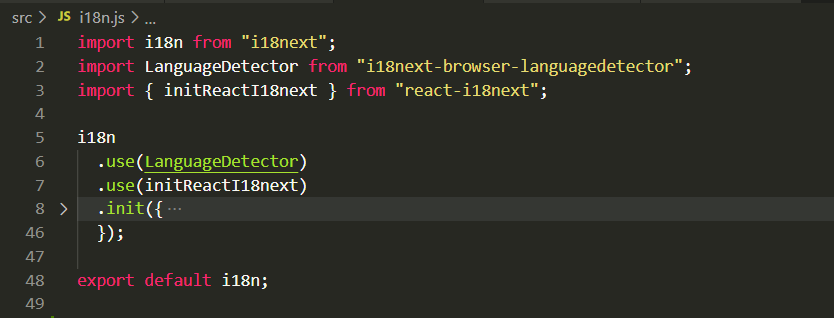 src > JS i18n.js > ...
1 import i18n from "i18next";
2 import LanguageDetector from "i18next-browser-languagedetector";
3 import { initReactI18next } from "react-i18next";
4
5 i18n
6 .use(LanguageDetector)
7 .use(initReactI18next)
8 > .init({ ...
46 });
47
48 export default i18n;
49